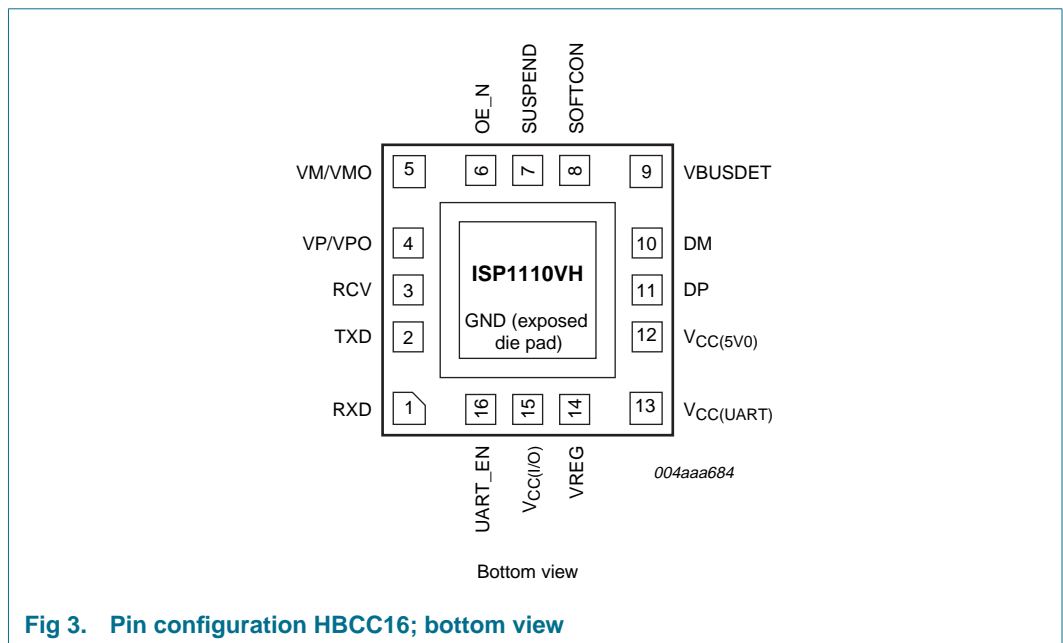 OE_N
SUSPEND
SOFTCON
VM/VMO
5
6
7
8
9
VBUSDET
VP/VPO
4
10
DM
ISP1110VH
RCV
3
11
DP
GND (exposed
die pad)
TXD
2
12
VCC(5V0)
RXD
1
16
15
14
13
VCC(UART)
UART_EN
VCC(I/O)
VREG
004aaa684
Bottom view
Fig 3. Pin configuration HBCC16; bottom view